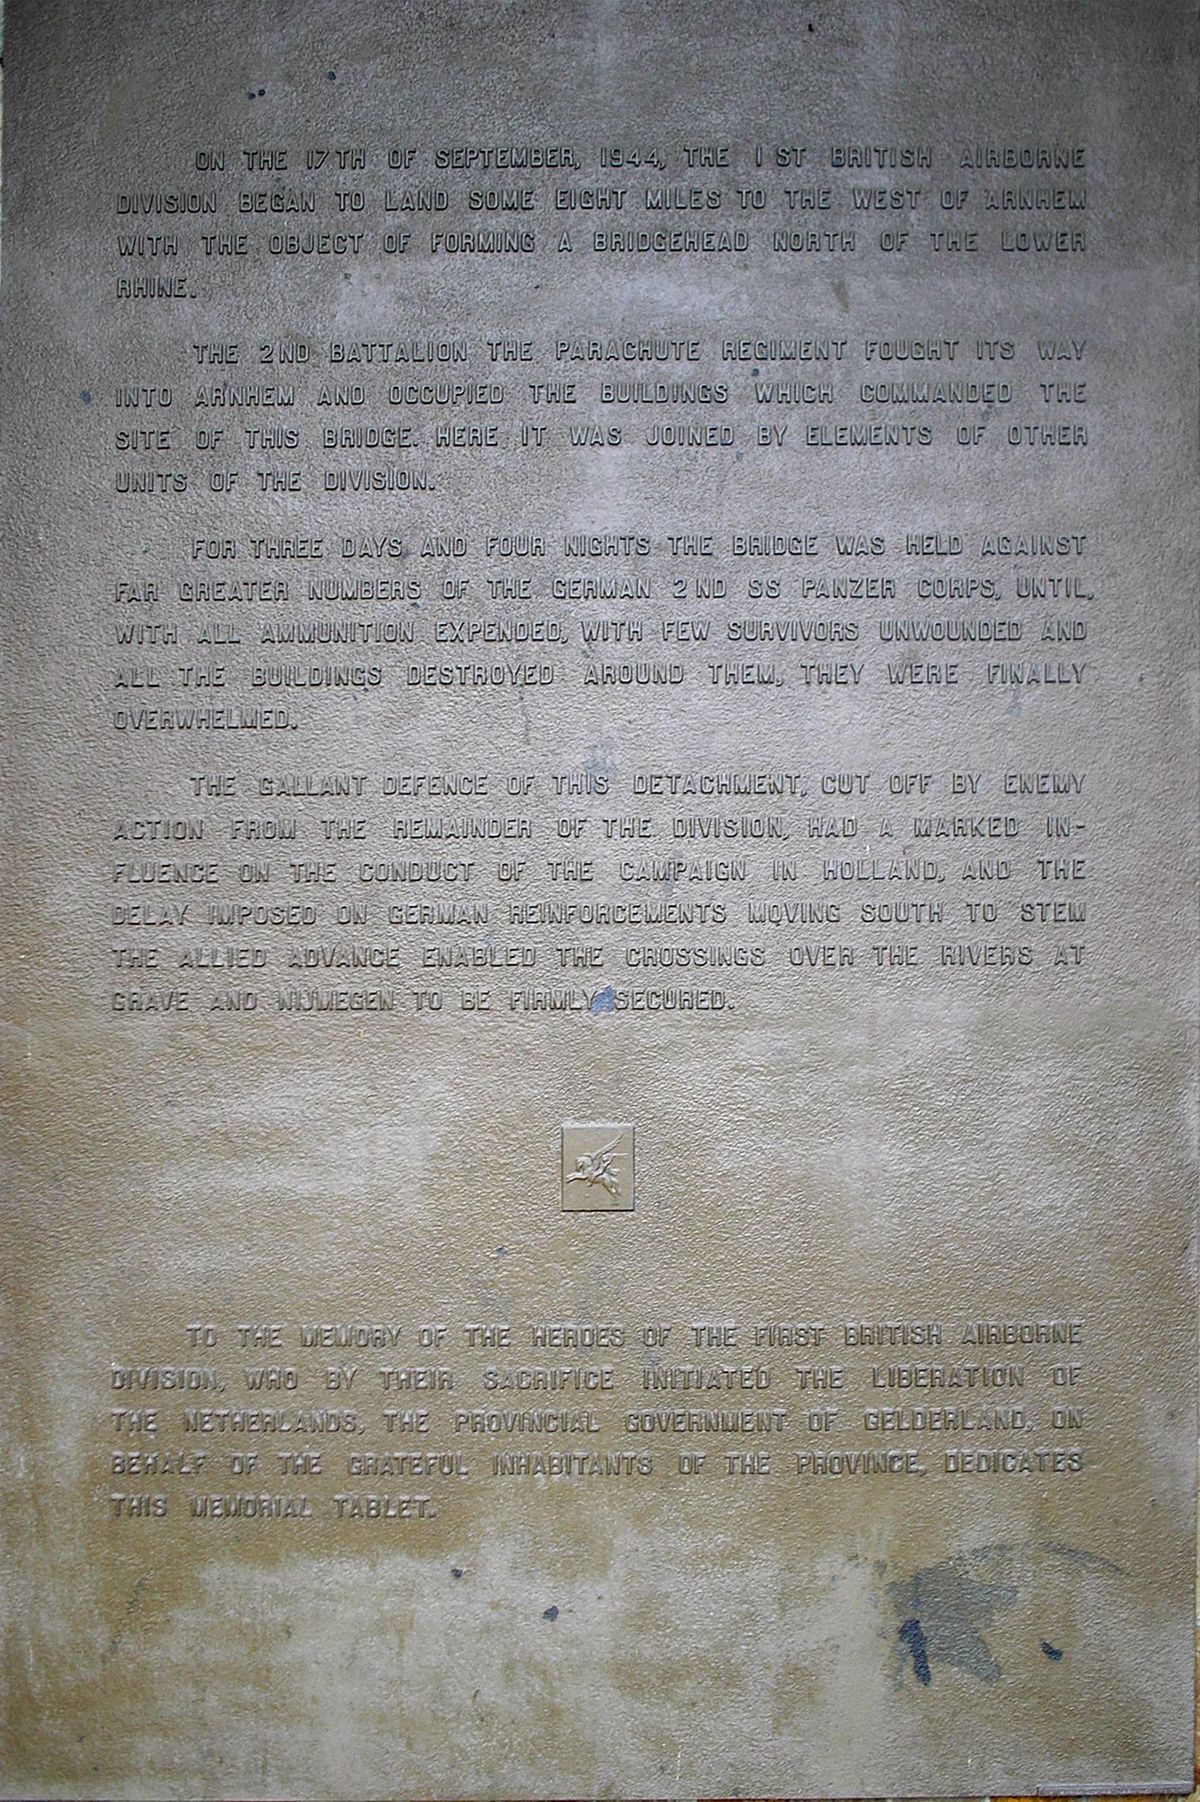 ON THE 17TH OF SEPTEMBER, 1944, THE 1ST BRITISH AIRBORNE
DIVISION BEGAN TO LAND SOME EIGHT MILES TO THE WEST OF ARNHEM
WITH THE OBJECT OF FORMING A BRIDGEHEAD NORTH OF THE LOWER
RHINE.
THE 2ND BATTALION THE PARACHUTE REGIMENT FOUGHT ITS WAY
INTO ARNHEM AND OCCUPIED THE BUILDINGS WHICH COMMANDED THE
SITE OF THIS BRIDGE. HERE IT WAS JOINED BY ELEMENTS OF OTHER
UNITS OF THE DIVISION.
FOR THREE DAYS AND FOUR NIGHTS THE BRIDGE WAS HELD AGAINST
FAR GREATER NUMBERS OF THE GERMAN 2ND SS PANZER CORPS, UNTIL,
WITH ALL AMMUNITION EXPENDED, WITH FEW SURVIVORS UNWOUNDED AND
ALL THE BUILDINGS DESTROYED AROUND THEM, THEY WERE FINALLY
OVERWHELMED.
THE GALLANT DEFENCE OF THIS DETACHMENT, CUT OFF BY ENEMY
ACTION FROM THE REMAINDER OF THE DIVISION, HAD A MARKED IN-
FLUENCE ON THE CONDUCT OF THE CAMPAIGN IN HOLLAND, AND THE
DELAY IMPOSED ON GERMAN REINFORCEMENTS MOVING SOUTH TO STEM
THE ALLIED ADVANCE ENABLED THE CROSSINGS OVER THE RIVERS AT
GRAVE AND NIJMEGEN TO BE FIRMLY SECURED.
TO THE MEMORY OF THE HEROES OF THE FIRST BRITISH AIRBORNE
DIVISION, WHO BY THEIR SACRIFICE INITIATED THE LIBERATION OF
THE NETHERLANDS, THE PROVINCIAL GOVERNMENT OF GELDERLAND, ON
BEHALF OF THE GRATEFUL INHABITANTS OF THE PROVINCE, DEDICATES
THIS MEMORIAL TABLET.